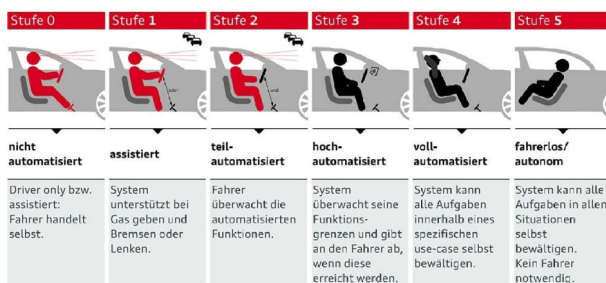 Stufe 0
Stufe 1
Stufe 2
Stufe 3
Stufe 4
Stufe 5
oder
und
nicht
automatisiert
assistiert
teil-
automatisiert
hoch-
automatisiert
voll-
automatisiert
fahrerlos/
autonom
Driver only bzw.
assistiert:
Fahrer handelt
selbst.
System
unterstützt bei
Gas geben und
Bremsen oder
Lenken.
Fahrer
überwacht die
automatisierten
Funktionen.
System
überwacht seine
Funktions-
grenzen und gibt
an den Fahrer ab,
wenn diese
erreicht werden.
System kann
alle Aufgaben
innerhalb eines
spezifischen
use-case selbst
bewältigen.
System kann alle
Aufgaben in allen
Situationen
selbst
bewältigen.
Kein Fahrer
notwendig.